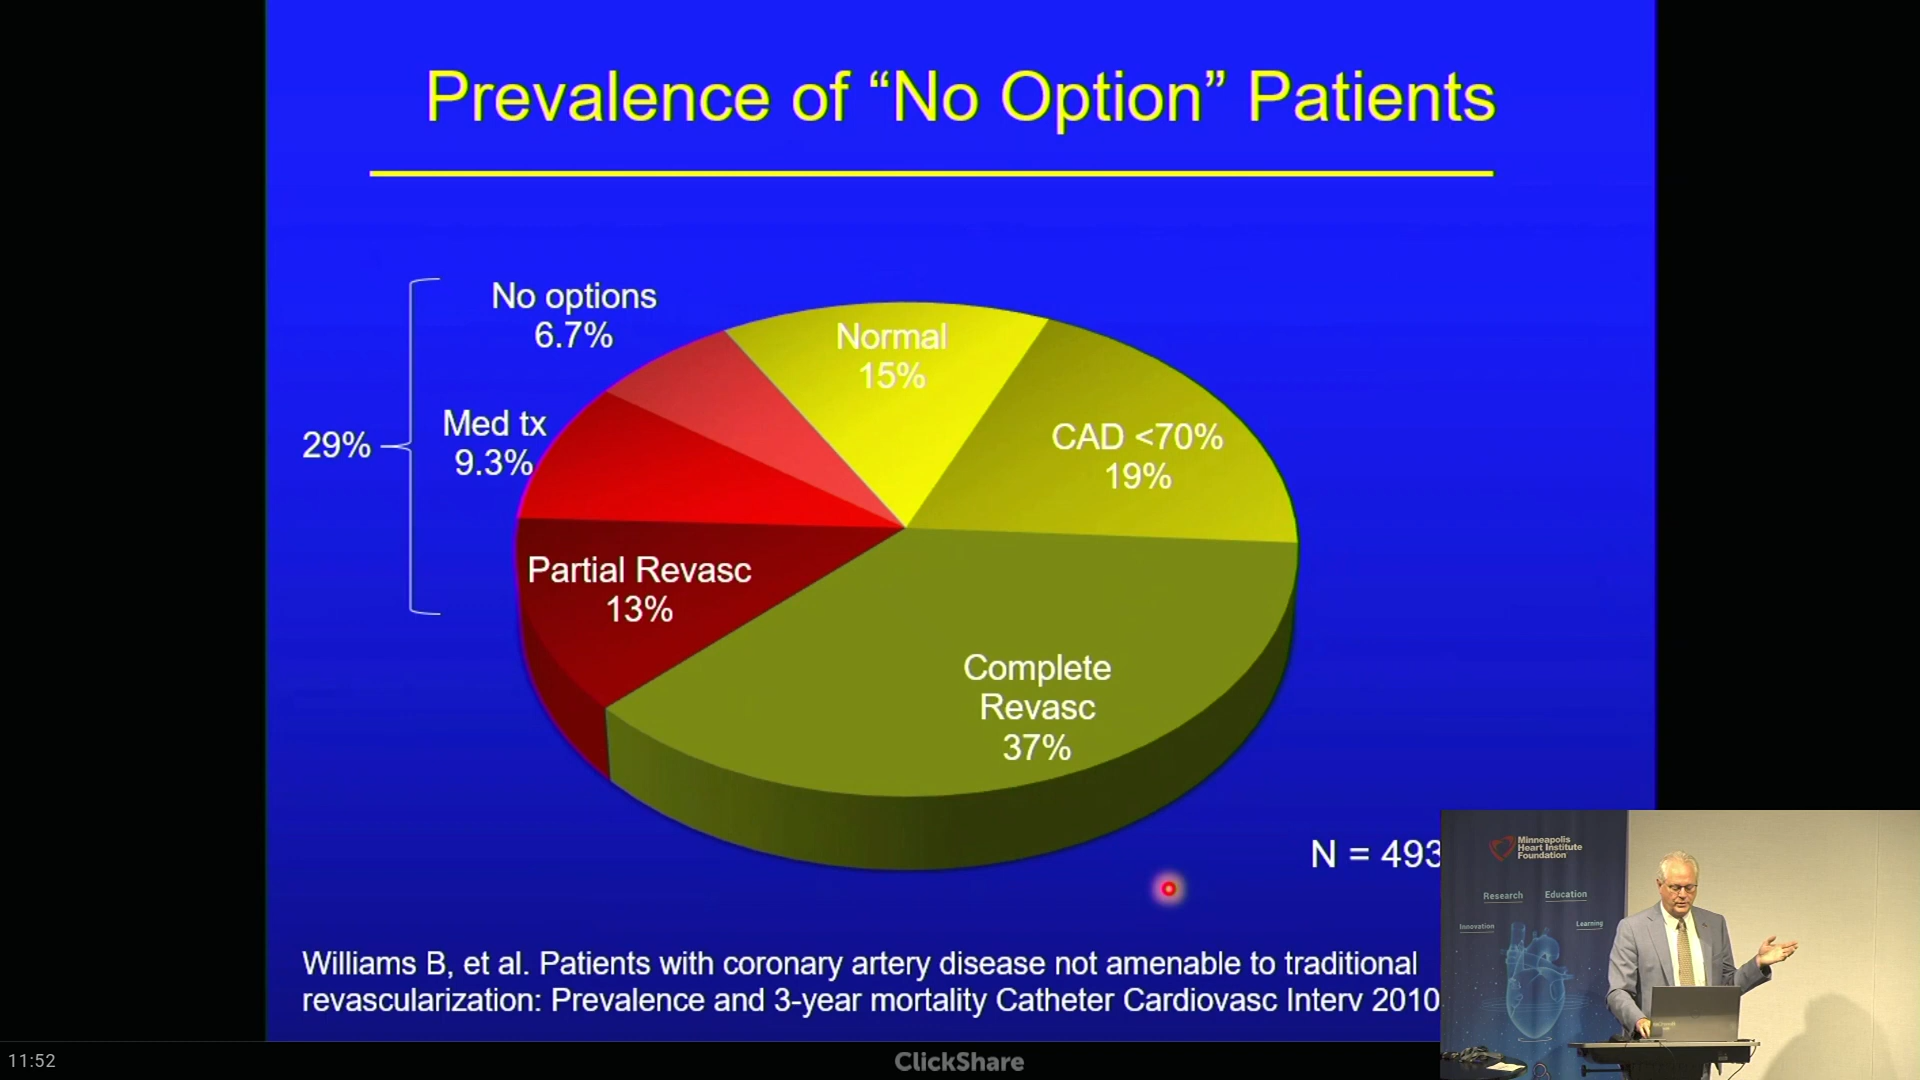 Prevalence of “No Option” Patients
No options
6.7%
Normal
15%
CAD <70%
19%
Med tx
9.3%
29%
Partial Revasc
13%
Complete
Revasc
37%
N = 493
Williams B, et al. Patients with coronary artery disease not amenable to traditional
revascularization: Prevalence and 3-year mortality Catheter Cardiovasc Interv 2010
Minneapolis
Heart Institute
Foundation
Research
Education
Innovation
Learning
11:52
ClickShare